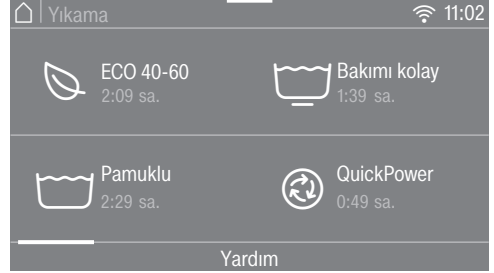 Yıkama
11:02
ECO 40-60
2:09 sa.
Bakımı kolay
1:39 sa.
Pamuklu
2:29 sa.
QuickPower
0:49 sa.
Yardım